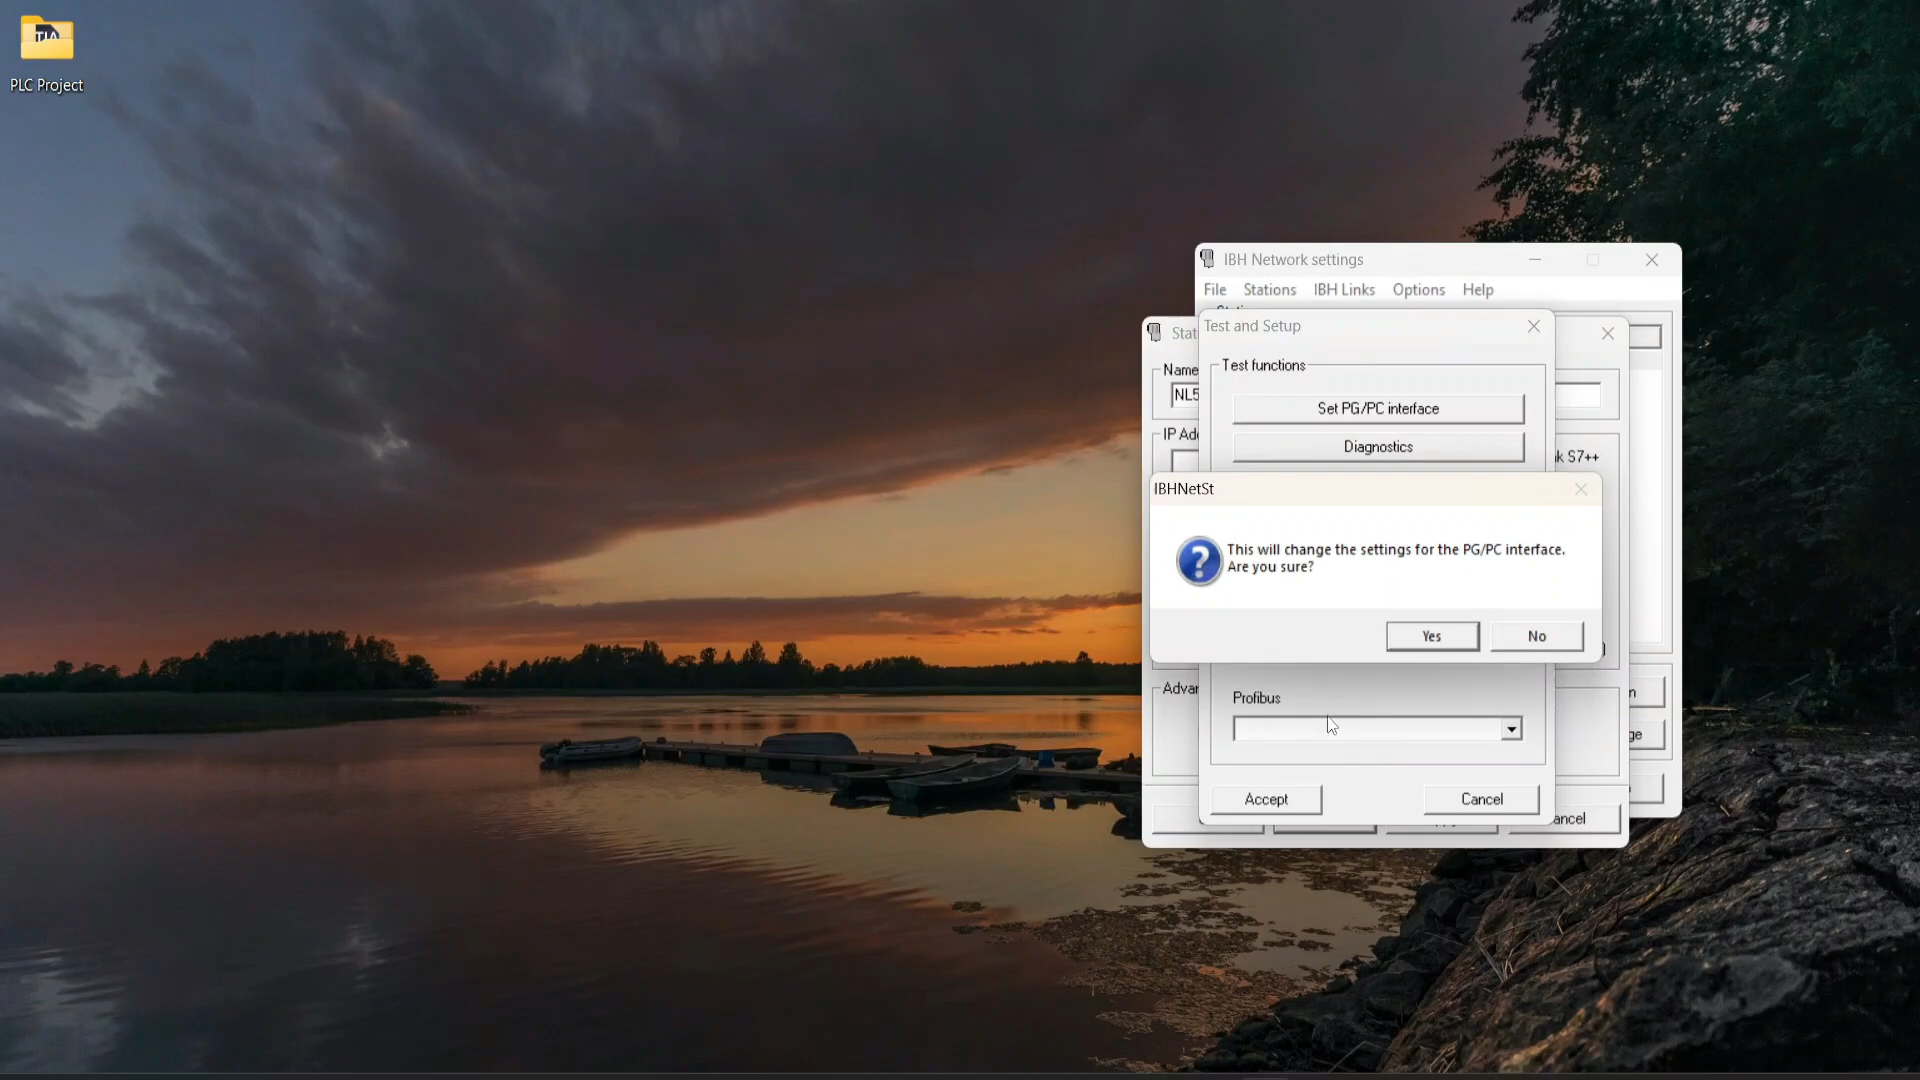 TIA
PLC Project
IBH Network settings
File Stations IBH Links Options Help
Test and Setup
Name
NL5
Test functions
Set PG/PC interface
IP Add
Diagnostics
k S7++
IBHNetSt
This will change the settings for the PG/PC interface.
Are you sure?
Yes No
Advan
Profibus
n
ge
Accept Cancel
ancel